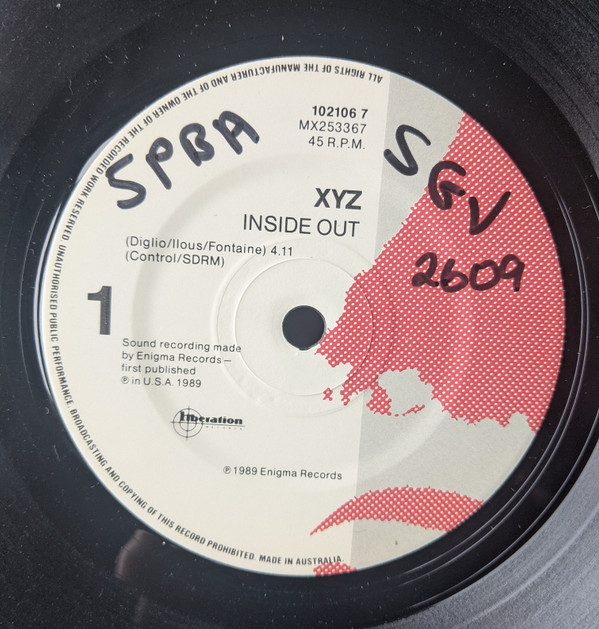 ALL RIGHTS OF THE MANUFACTURER AND OF THE OWNER OF THE RECORDED WORK RESERVED. UNAUTHORISED PUBLIC PERFORMANCE, BROADCASTING AND COPYING OF THIS RECORD PROHIBITED. MADE IN AUSTRALIA.
102106 7
MX253367
45 R.P.M.
5PBA
SGV
2609
XYZ
INSIDE OUT
(Diglio/Ilous/Fontaine) 4.11
(Control/SDRM)
1
Sound recording made
by Enigma Records –
first published
℗ in U.S.A 1989
Liberation
℗ 1989 Enigma Records